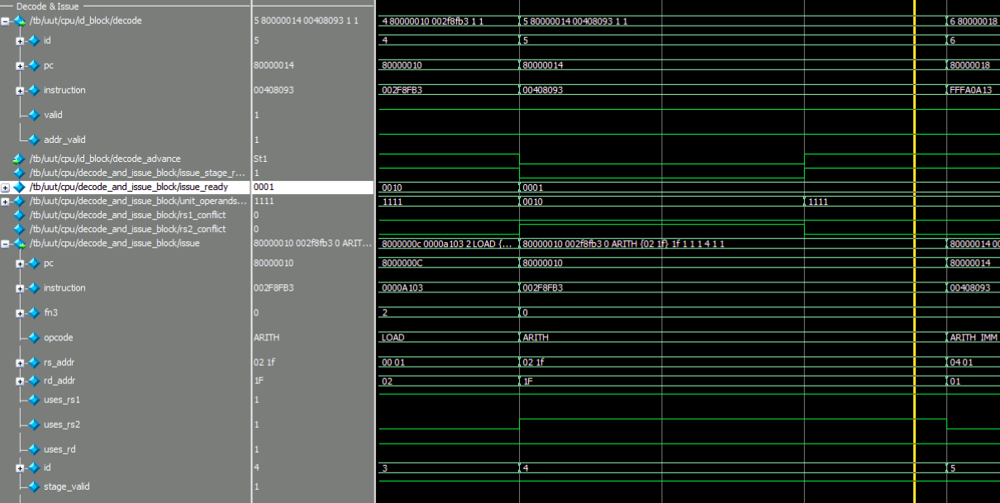 Decode & Issue
/tb/uut/cpu/id_block/decode 5 80000014 00408093 1 1 4 80000010 002f8fb3 1 1 5 80000014 00408093 1 1 6 80000018
id 5 4 5 6
pc 80000014 80000010 80000014 80000018
instruction 00408093 002F8FB3 00408093 FFFA0A13
valid 1
addr_valid 1
/tb/uut/cpu/id_block/decode_advance St1
/tb/uut/cpu/decode_and_issue_block/issue_stage_r... 1
/tb/uut/cpu/decode_and_issue_block/issue_ready 0001 0010 0001
/tb/uut/cpu/decode_and_issue_block/unit_operands... 1111 1111 0010 1111
/tb/uut/cpu/decode_and_issue_block/rs1_conflict 0
/tb/uut/cpu/decode_and_issue_block/rs2_conflict 0
/tb/uut/cpu/decode_and_issue_block/issue 80000010 002f8fb3 0 ARIT... 8000000c 0000a103 2 LOAD {... 80000010 002f8fb3 0 ARITH {02 1f} 1f 1 1 1 4 1 1 80000014 00
pc 80000010 8000000C 80000010 80000014
instruction 002F8FB3 0000A103 002F8FB3 00408093
fn3 0 2 0
opcode ARITH LOAD ARITH ARITH_IMM
rs_addr 02 1f 00 01 02 1f 04 01
rd_addr 1F 02 1F 01
uses_rs1 1
uses_rs2 1
uses_rd 1
id 4 3 4 5
stage_valid 1